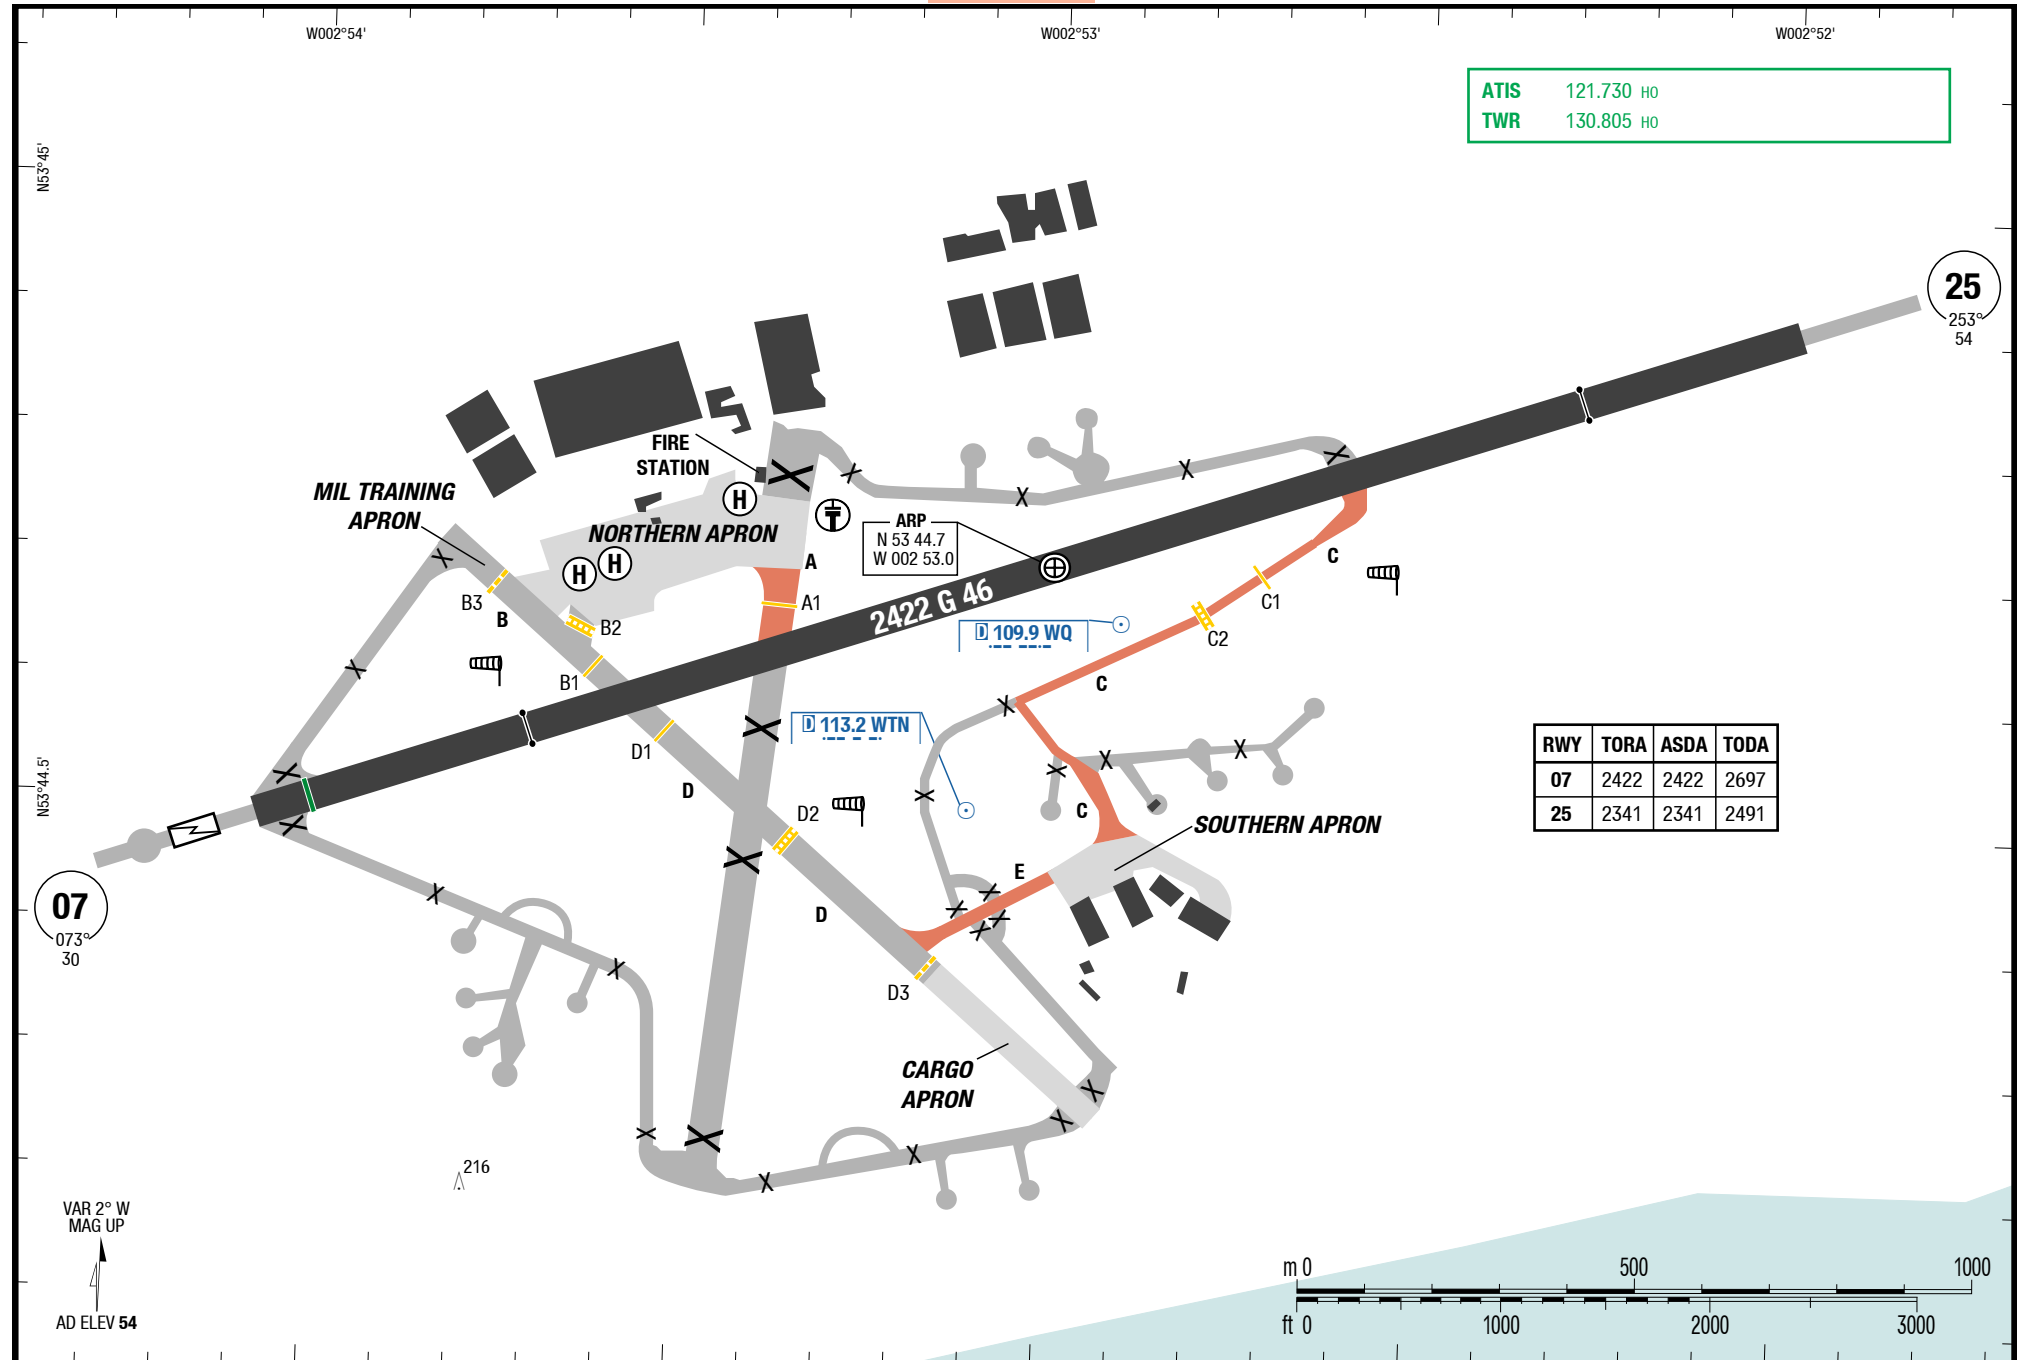 W002°54'
W002°53'
W002°52'
ATIS 121.730 HO
TWR 130.805 HO
N53°45'
25
253°
54
FIRE
STATION
MIL TRAINING
APRON
H
NORTHERN APRON
H
H
ARP
N 53 44.7
W 002 53.0
A
C
B3
B
A1
C1
B2
2422 G 46
D 109.9 WQ
C2
B1
C
D 113.2 WTN
D1
RWY TORA ASDA TODA
07 2422 2422 2697
25 2341 2341 2491
N53°44.5'
D
C
D2
SOUTHERN APRON
E
07
073°
30
D
D3
CARGO
APRON
216
VAR 2° W
MAG UP
AD ELEV 54
m 0 500 1000
ft 0 1000 2000 3000